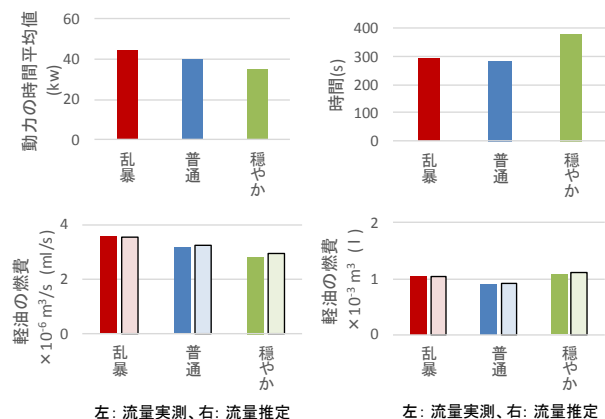 動力の時間平均値
(kw)
60
40
20
0
乱暴
普通
穏やか
時間(s)
400
300
200
100
0
乱暴
普通
穏やか
軽油の燃費
×10⁻⁶ m³/s (ml/s)
4
2
0
乱暴
普通
穏やか
左: 流量実測、右: 流量推定
軽油の燃費
×10⁻³ m³ (l)
2
1
0
乱暴
普通
穏やか
左: 流量実測、右: 流量推定